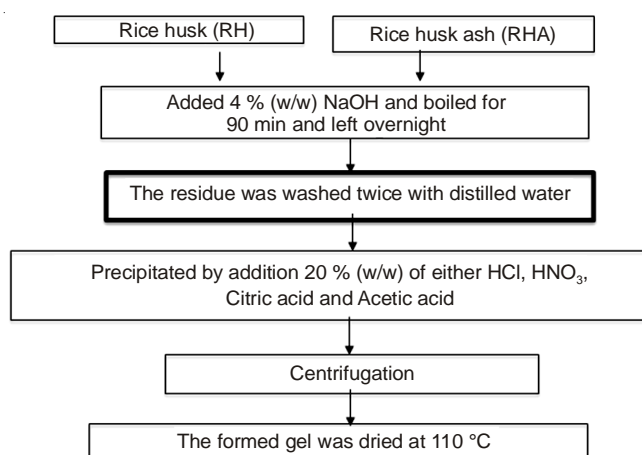 Rice husk (RH)
Rice husk ash (RHA)
Added 4 % (w/w) NaOH and boiled for
90 min and left overnight
The residue was washed twice with distilled water
Precipitated by addition 20 % (w/w) of either HCl, HNO₃,
Citric acid and Acetic acid
Centrifugation
The formed gel was dried at 110 °C